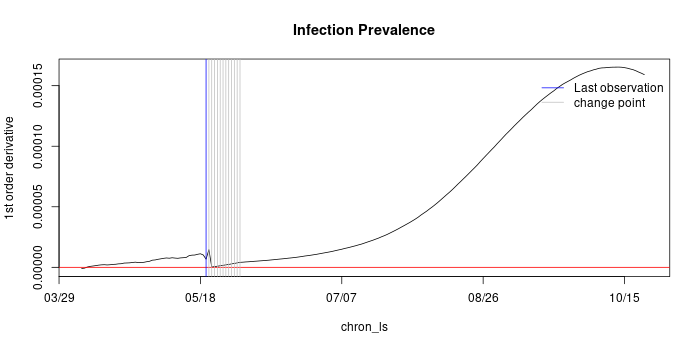 Infection Prevalence
1st order derivative
0.00015
0.00010
0.00005
0.00000
Last observation
change point
03/29
05/18
07/07
08/26
10/15
chron_ls